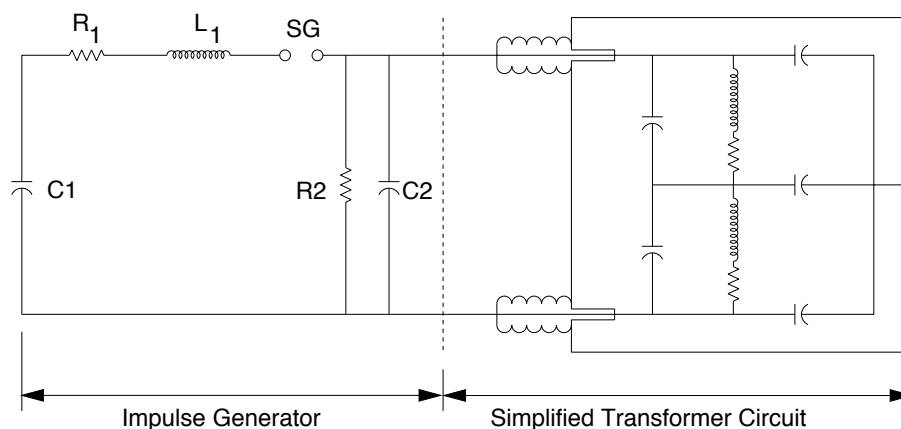 R1
L1
SG
C1
R2
C2
Impulse Generator
Simplified Transformer Circuit